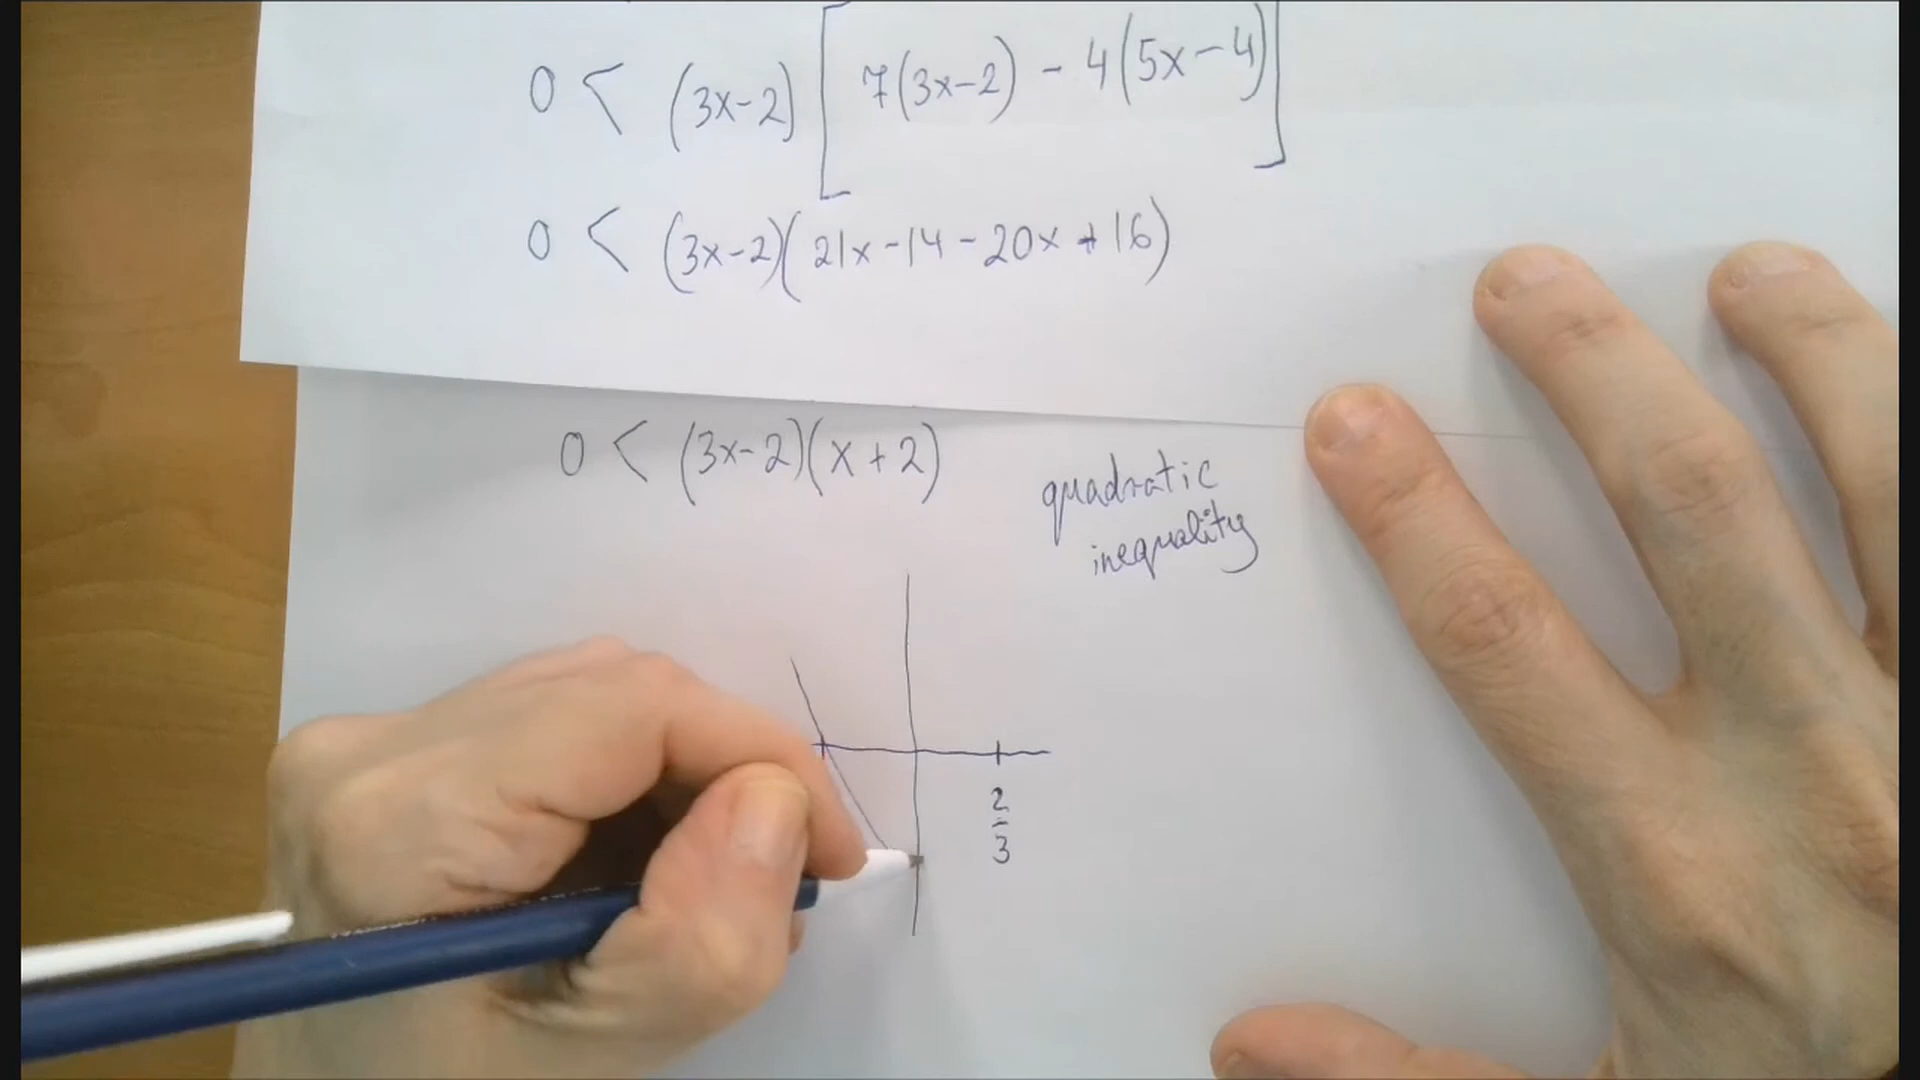 0 < (3x-2) [7(3x-2) - 4(5x-4)]
0 < (3x-2)(21x-14-20x+16)
0 < (3x-2)(x+2)
quadratic
inequality
2/3